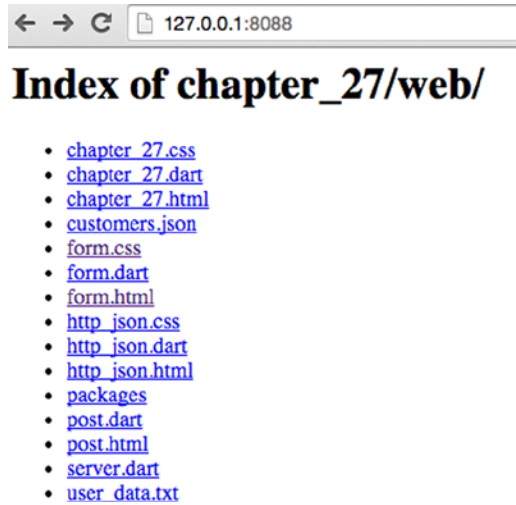 127.0.0.1:8088
Index of chapter_27/web/
chapter_27.css
chapter_27.dart
chapter_27.html
customers.json
form.css
form.dart
form.html
http_json.css
http_json.dart
http_json.html
packages
post.dart
post.html
server.dart
user_data.txt